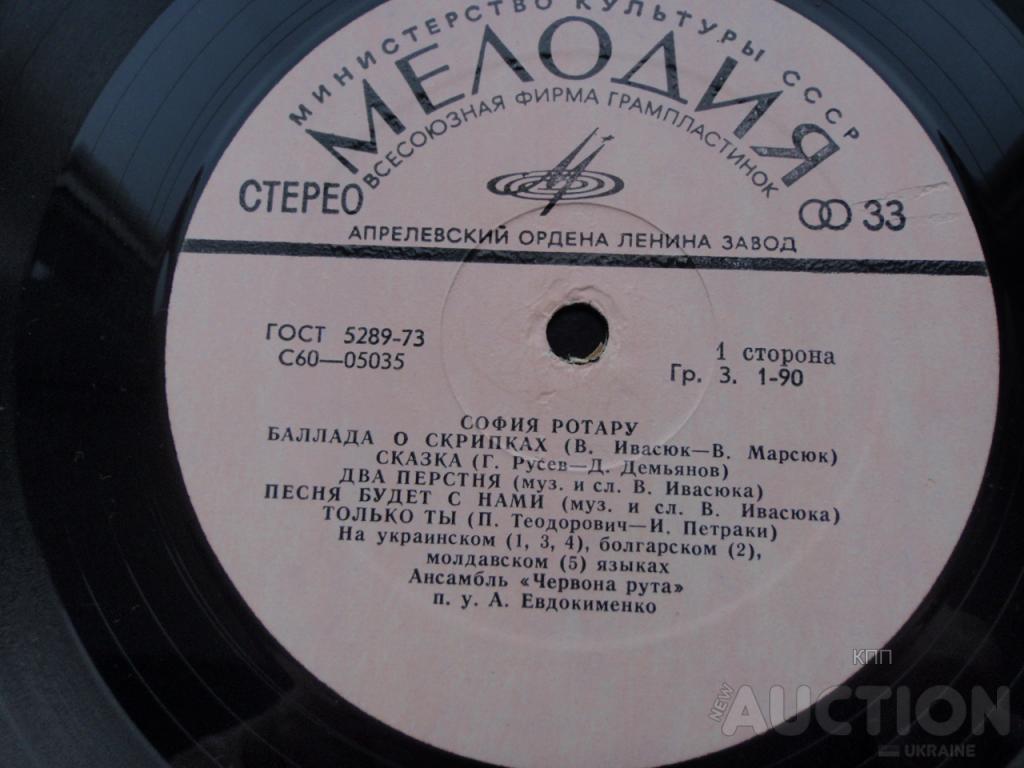 МИНИСТЕРСТВО КУЛЬТУРЫ СССР
МЕЛОДИЯ
ВСЕСОЮЗНАЯ ФИРМА ГРАМПЛАСТИНОК
СТЕРЕО
33
АПРЕЛЕВСКИЙ ОРДЕНА ЛЕНИНА ЗАВОД
ГОСТ 5289-73
С60—05035
1 сторона
Гр. 3. 1-90
СОФИЯ РОТАРУ
БАЛЛАДА О СКРИПКАХ (В. Ивасюк—В. Марсюк)
СКАЗКА (Г. Русев—Д. Демьянов)
ДВА ПЕРСТНЯ (муз. и сл. В. Ивасюка)
ПЕСНЯ БУДЕТ С НАМИ (муз. и сл. В. Ивасюка)
ТОЛЬКО ТЫ (П. Теодорович—И. Петраки)
На украинском (1, 3, 4), болгарском (2),
молдавском (5) языках
Ансамбль «Червона рута»
п. у. А. Евдокименко
КПП
NEW AUCTION
UKRAINE